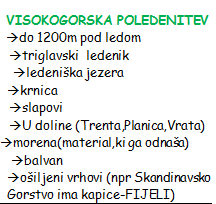 VISOKOGORSKA POLEDENITEV
→do 1200m pod ledom
→triglavski ledenik
→ledeniška jezera
→krnica
→slapovi
→U doline (Trenta,Planica,Vrata)
→morena(material,ki ga odnaša)
→balvan
→ošiljeni vrhovi (npr Skandinavsko
Gorstvo ima kapice-FIJELI)